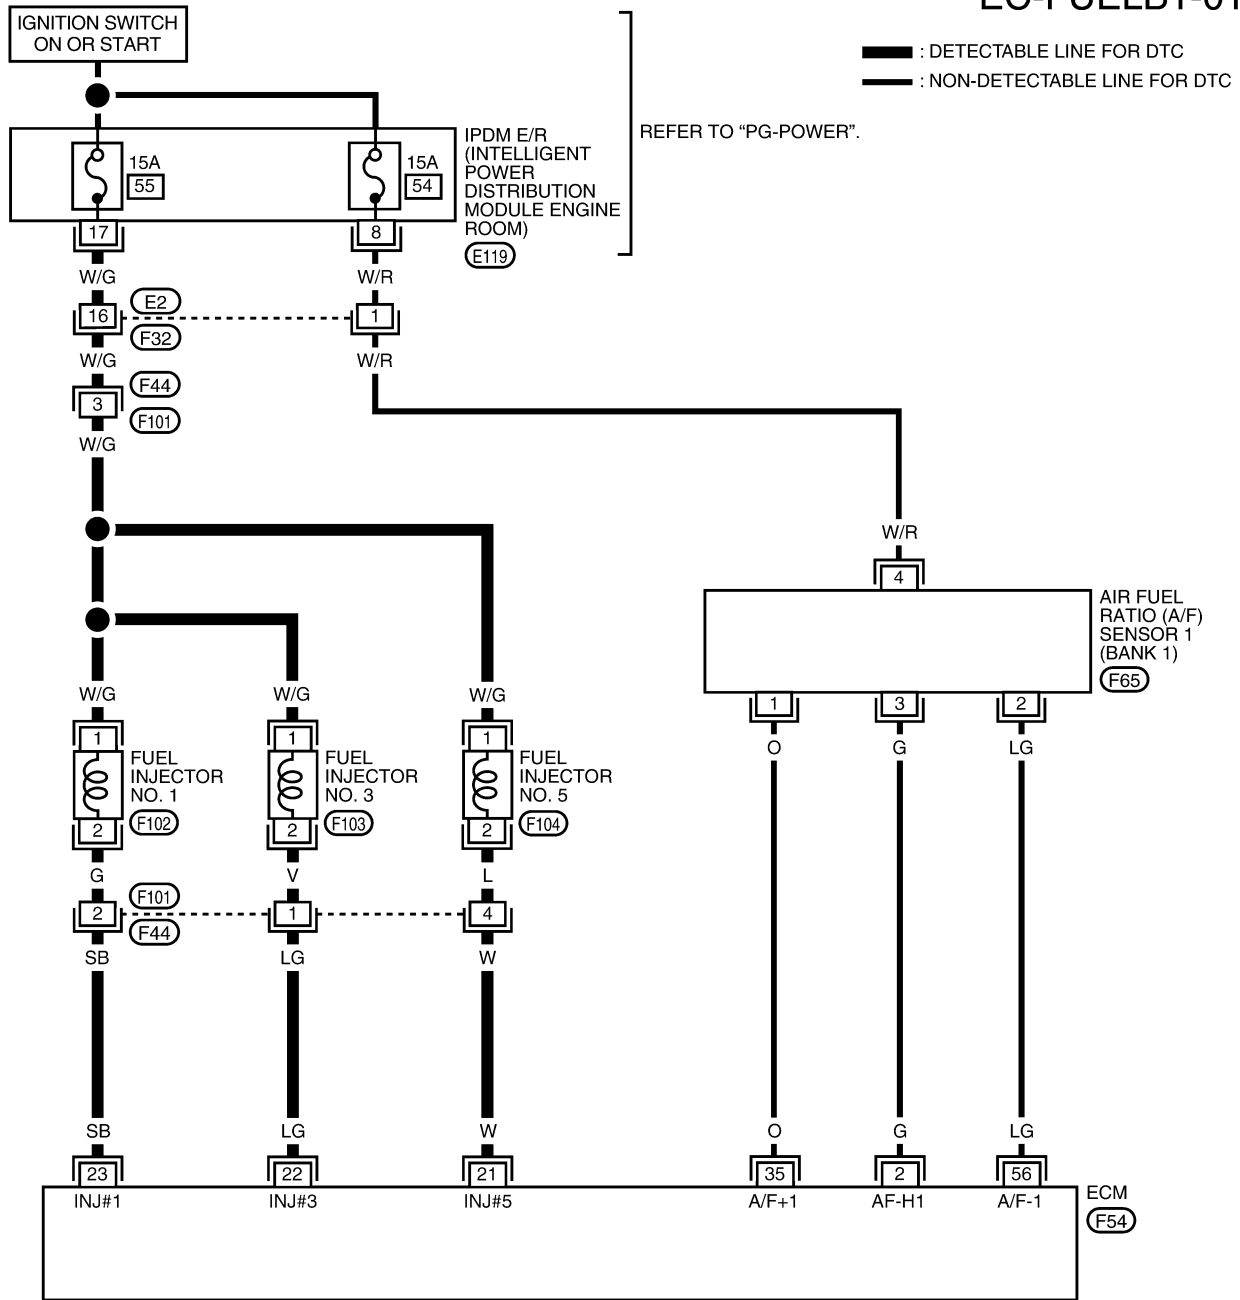 IGNITION SWITCH
ON OR START
: DETECTABLE LINE FOR DTC
: NON-DETECTABLE LINE FOR DTC
REFER TO “PG-POWER”.
IPDM E/R
(INTELLIGENT
POWER
DISTRIBUTION
MODULE ENGINE
ROOM)
E119
15A
55
15A
54
17
8
W/G
W/R
16
E2
F32
1
W/G
W/R
3
F44
F101
W/G
W/R
4
AIR FUEL
RATIO (A/F)
SENSOR 1
(BANK 1)
F65
1
3
2
O
G
LG
W/G
W/G
W/G
1
1
1
FUEL
INJECTOR
NO. 1
F102
FUEL
INJECTOR
NO. 3
F103
FUEL
INJECTOR
NO. 5
F104
2
2
2
G
V
L
F101
F44
2
1
4
SB
LG
W
SB
LG
W
O
G
LG
23
22
21
35
2
56
INJ#1
INJ#3
INJ#5
A/F+1
AF-H1
A/F-1
ECM
F54